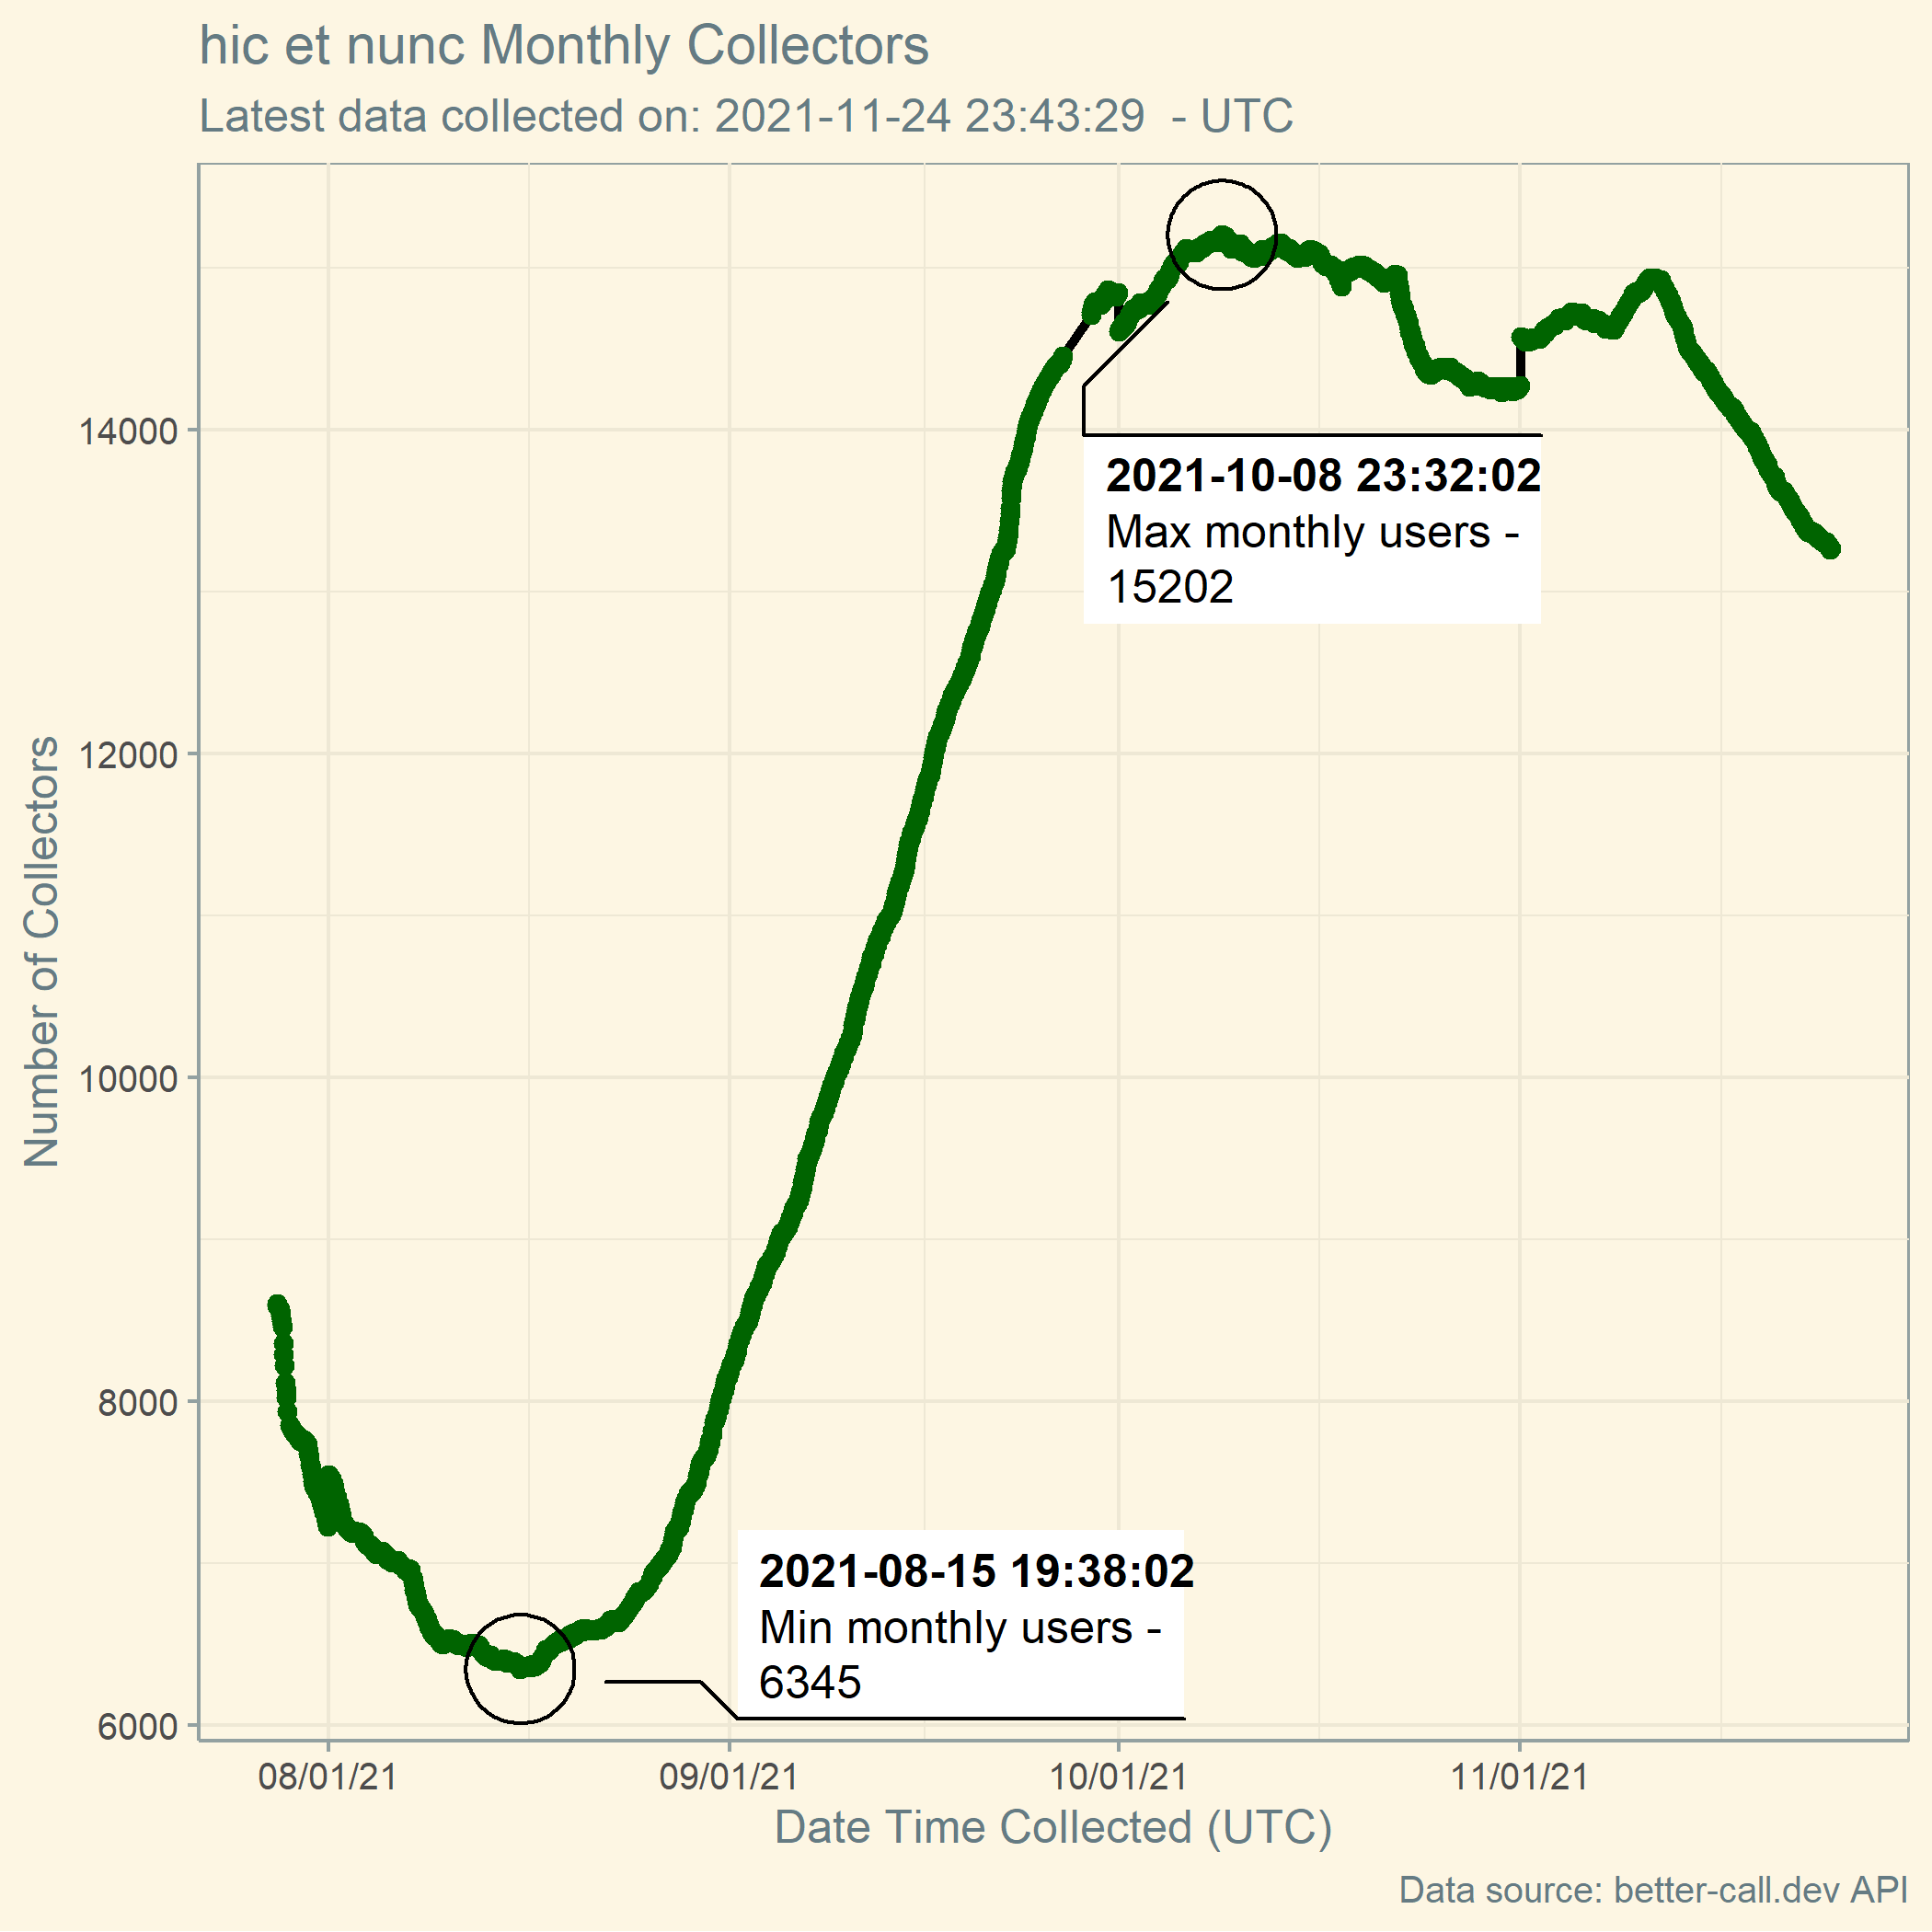 hic et nunc Monthly Collectors
Latest data collected on: 2021-11-24 23:43:29  - UTC
Number of Collectors
14000
12000
10000
8000
6000
2021-10-08 23:32:02
Max monthly users -
15202
2021-08-15 19:38:02
Min monthly users -
6345
08/01/21
09/01/21
10/01/21
11/01/21
Date Time Collected (UTC)
Data source: better-call.dev API